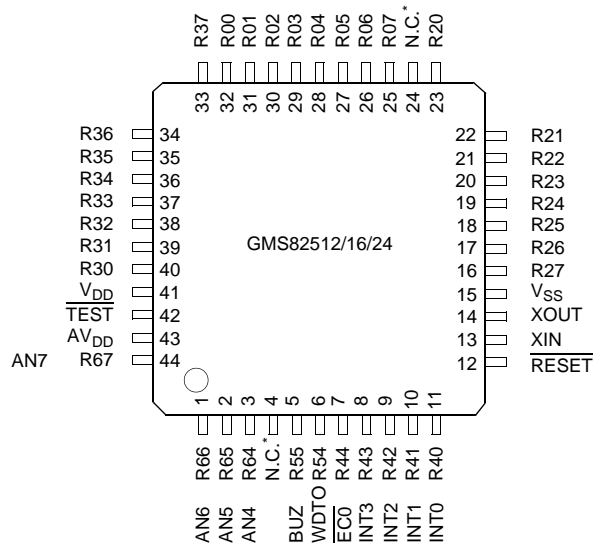 R37 R00 R01 R02 R03 R04 R05 R06 R07 N.C.* R20
33 32 31 30 29 28 27 26 25 24 23
R36 34 22 R21
R35 35 21 R22
R34 36 20 R23
R33 37 19 R24
R32 38 18 R25
R31 39 GMS82512/16/24 17 R26
R30 40 16 R27
VDD 41 15 VSS
TEST 42 14 XOUT
AVDD 43 13 XIN
AN7 R67 44 12 RESET
1 2 3 4 5 6 7 8 9 10 11
R66 R65 R64 N.C.* R55 R54 R44 R43 R42 R41 R40
AN6 AN5 AN4 BUZ WDTO EC0 INT3 INT2 INT1 INT0